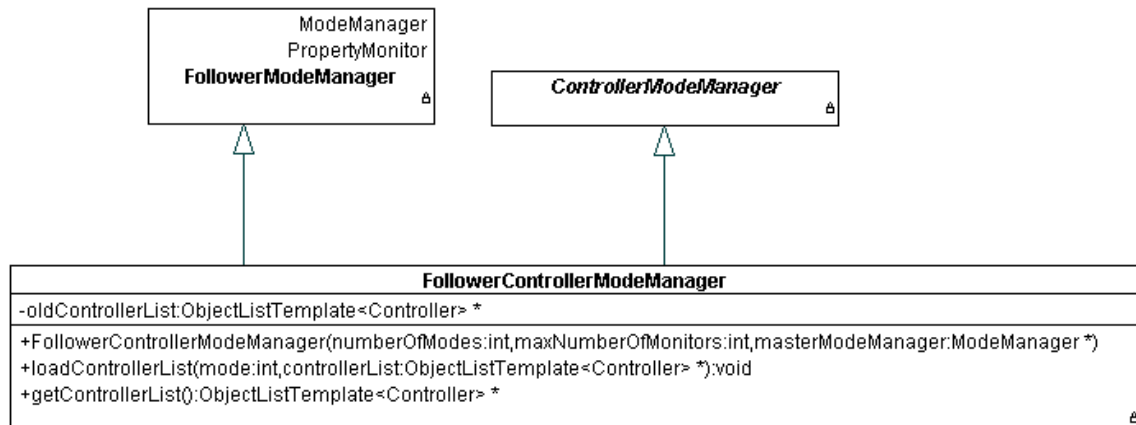 ModeManager
PropertyMonitor
FollowerModeManager
ControllerModeManager
FollowerControllerModeManager
-oldControllerList:ObjectListTemplate<Controller> *
+FollowerControllerModeManager(numberOfModes:int,maxNumberOfMonitors:int,masterModeManager:ModeManager *)
+loadControllerList(mode:int,controllerList:ObjectListTemplate<Controller> *):void
+getControllerList():ObjectListTemplate<Controller> *